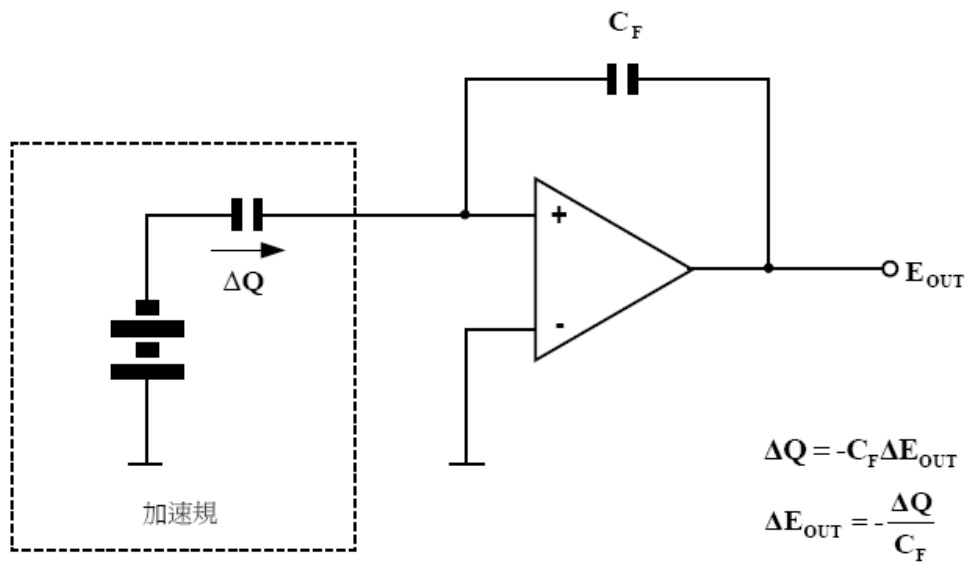 C_F
+
ΔQ
E_OUT
-
ΔQ = -C_FΔE_OUT
加速規
ΔE_OUT = -ΔQ/C_F